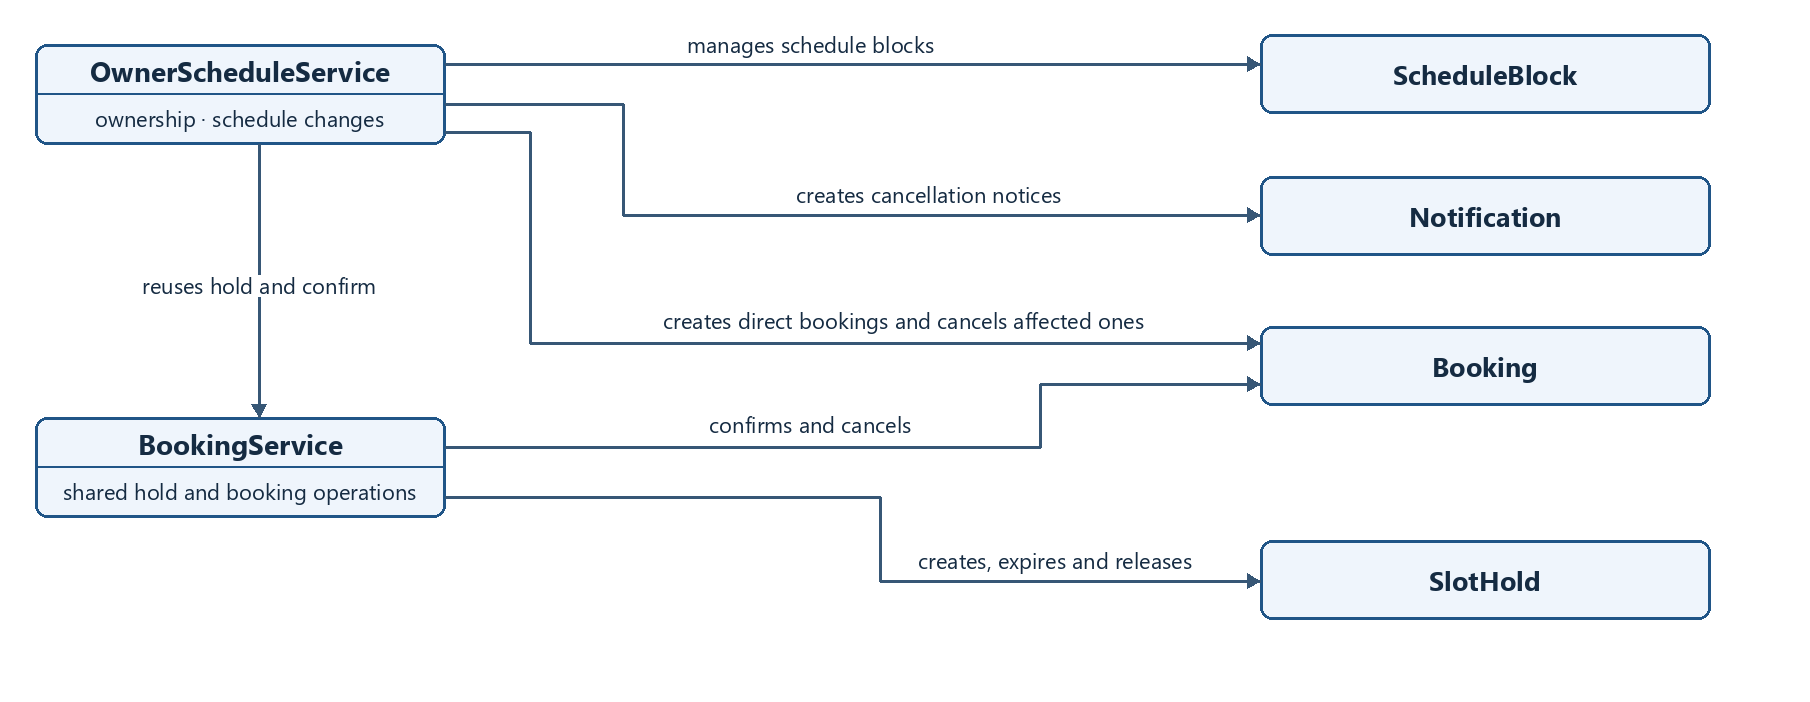 manages schedule blocks
OwnerScheduleService
ScheduleBlock
ownership · schedule changes
creates cancellation notices
Notification
reuses hold and confirm
creates direct bookings and cancels affected ones
Booking
confirms and cancels
BookingService
shared hold and booking operations
creates, expires and releases
SlotHold